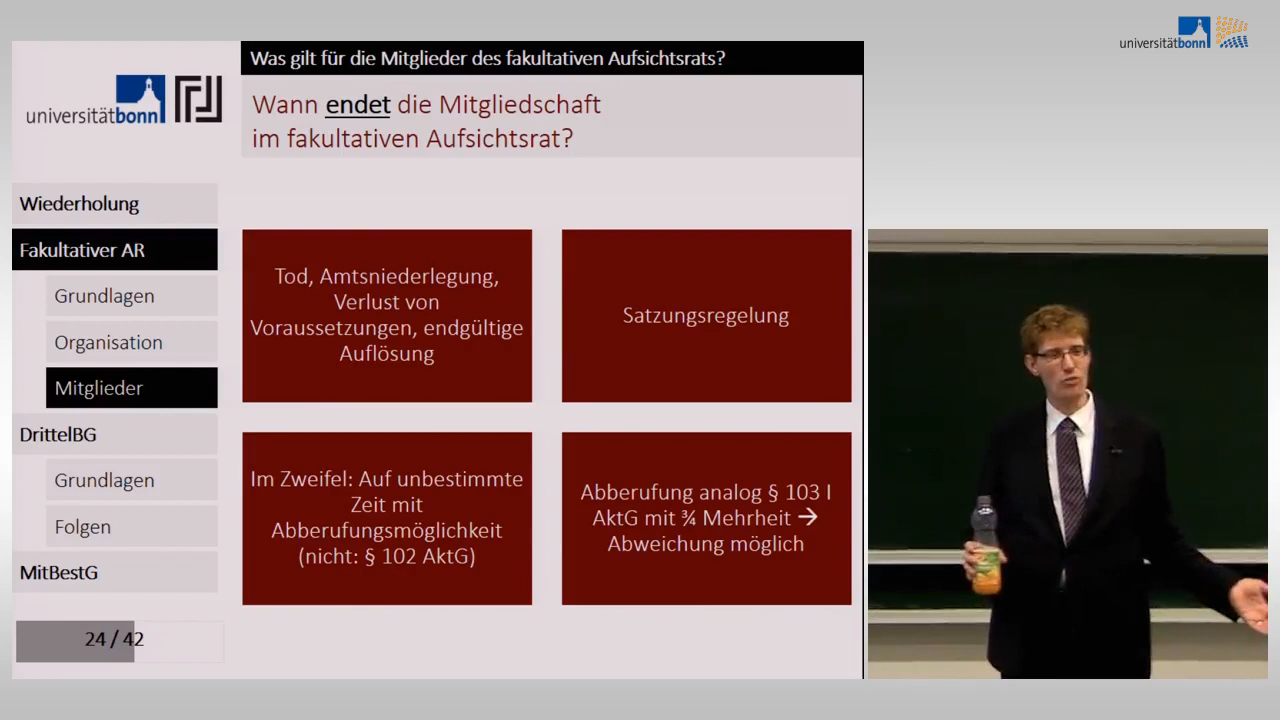 universitätbonn
Was gilt für die Mitglieder des fakultativen Aufsichtsrats?
universitätbonn
Wann endet die Mitgliedschaft
im fakultativen Aufsichtsrat?
Wiederholung
Fakultativer AR
Grundlagen
Organisation
Mitglieder
DrittelBG
Grundlagen
Folgen
MitBestG
24 / 42
Tod, Amtsniederlegung,
Verlust von
Voraussetzungen, endgültige
Auflösung
Satzungsregelung
Im Zweifel: Auf unbestimmte
Zeit mit
Abberufungsmöglichkeit
(nicht: § 102 AktG)
Abberufung analog § 103 I
AktG mit ¾ Mehrheit →
Abweichung möglich